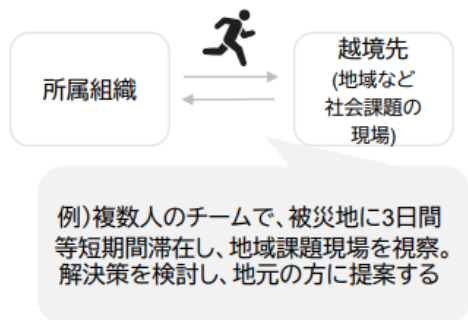 所属組織
越境先
(地域など
社会課題の
現場)
例)複数人のチームで、被災地に3日間
等短期間滞在し、地域課題現場を視察。
解決策を検討し、地元の方に提案する